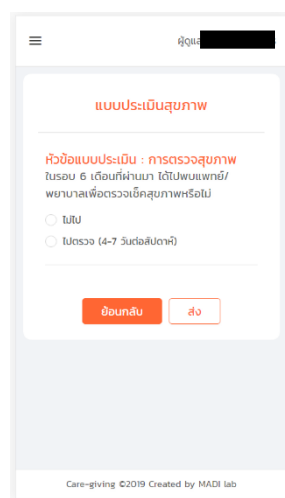 ผู้ดูแล
แบบประเมินสุขภาพ
หัวข้อแบบประเมิน : การตรวจสุขภาพ
ในรอบ 6 เดือนที่ผ่านมา ได้ไปพบแพทย์/
พยาบาลเพื่อตรวจเช็คสุขภาพหรือไม่
ไม่ไป
ไปตรวจ (4-7 วันต่อสัปดาห์)
ย้อนกลับ
ส่ง
Care-giving ©2019 Created by MADI lab